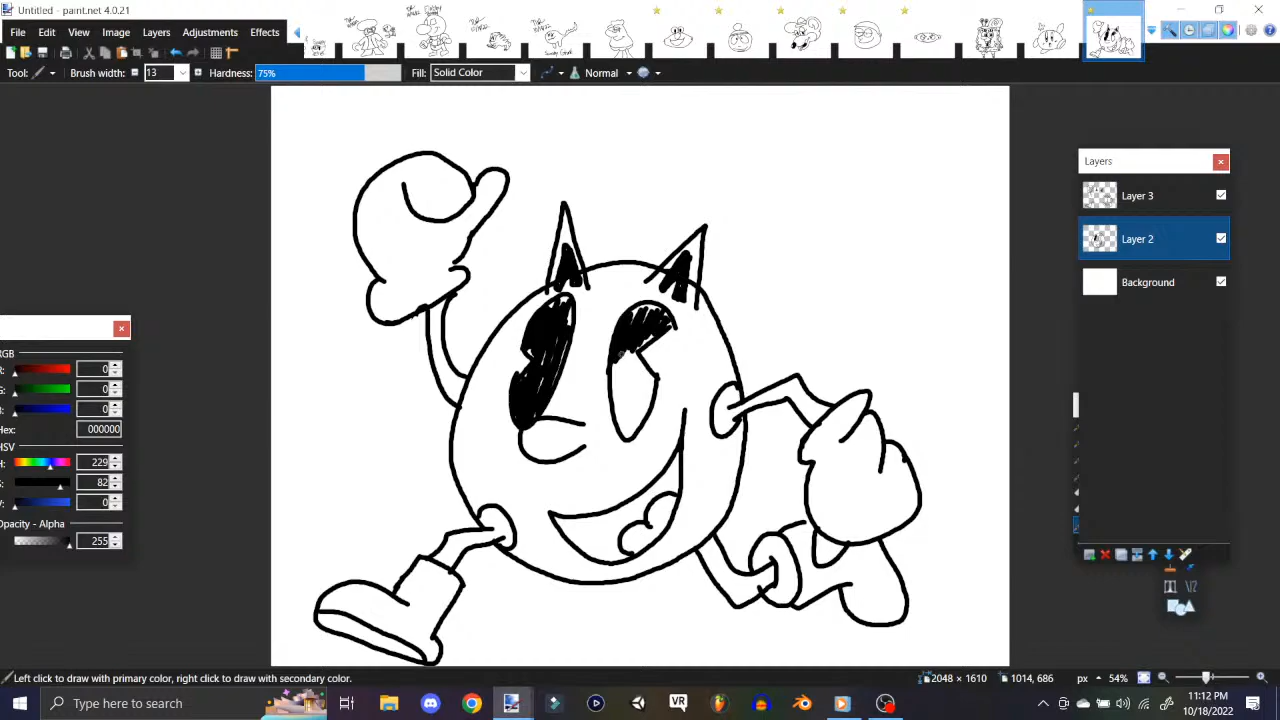 Untitled - paint.net 4.0.21
File Edit View Image Layers Adjustments Effects
Tool: Brush width: 13 Hardness: 75% Fill: Solid Color Normal
Layers
Layer 3
Layer 2
Background
RGB
R: 0
G: 0
B: 0
Hex: 000000
HSV
H: 229
S: 82
V: 0
Opacity - Alpha
255
Left click to draw with primary color, right click to draw with secondary color. 2048 × 1610 1014, 686 px 54%
Type here to search
VR
11:12 PM
10/18/2022